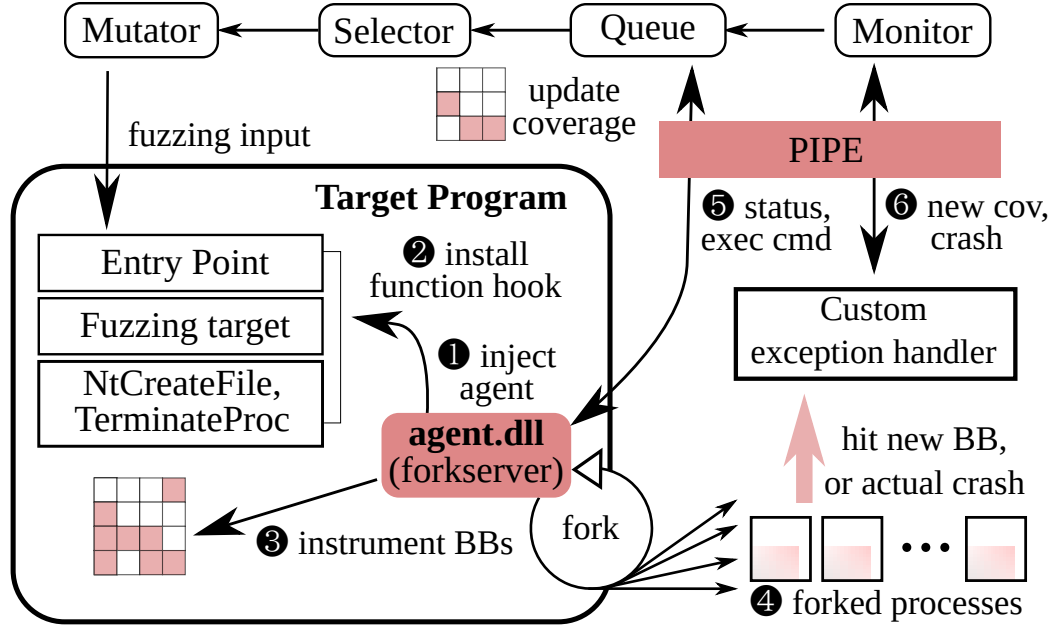 Mutator
Selector
Queue
Monitor
update
coverage
fuzzing input
PIPE
Target Program
❺ status,
exec cmd
❻ new cov,
crash
Entry Point
❷ install
function hook
Fuzzing target
NtCreateFile,
TerminateProc
❶ inject
agent
Custom
exception handler
agent.dll
(forkserver)
hit new BB,
or actual crash
❸ instrument BBs
fork
❹ forked processes